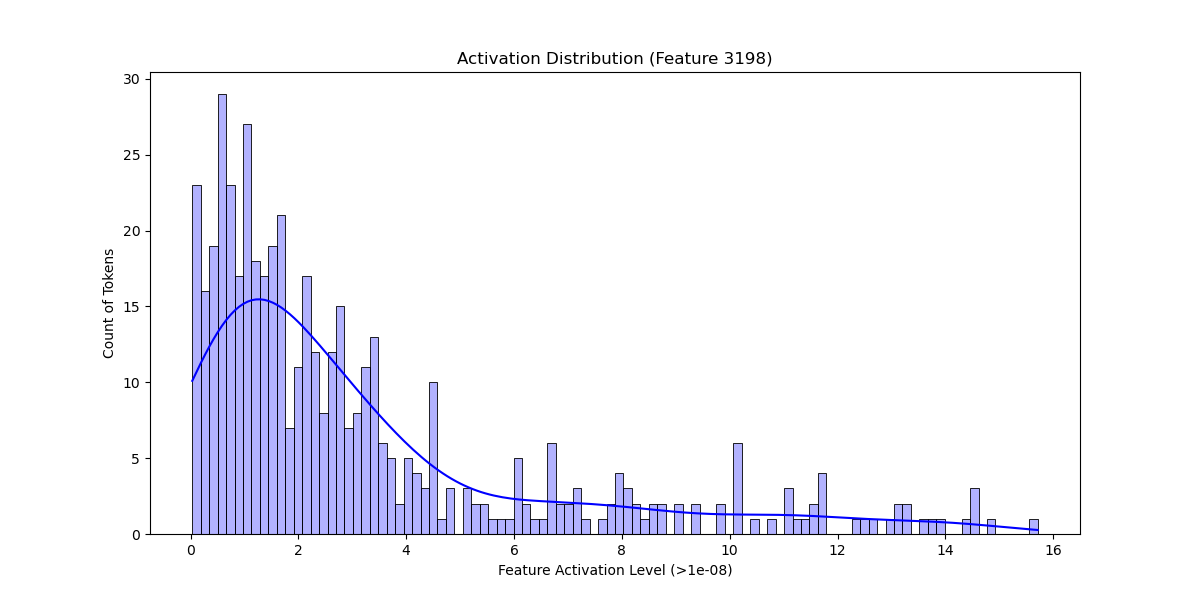 Activation Distribution (Feature 3198)
30
25
20
15
10
5
0
Count of Tokens
0 2 4 6 8 10 12 14 16
Feature Activation Level (>1e-08)